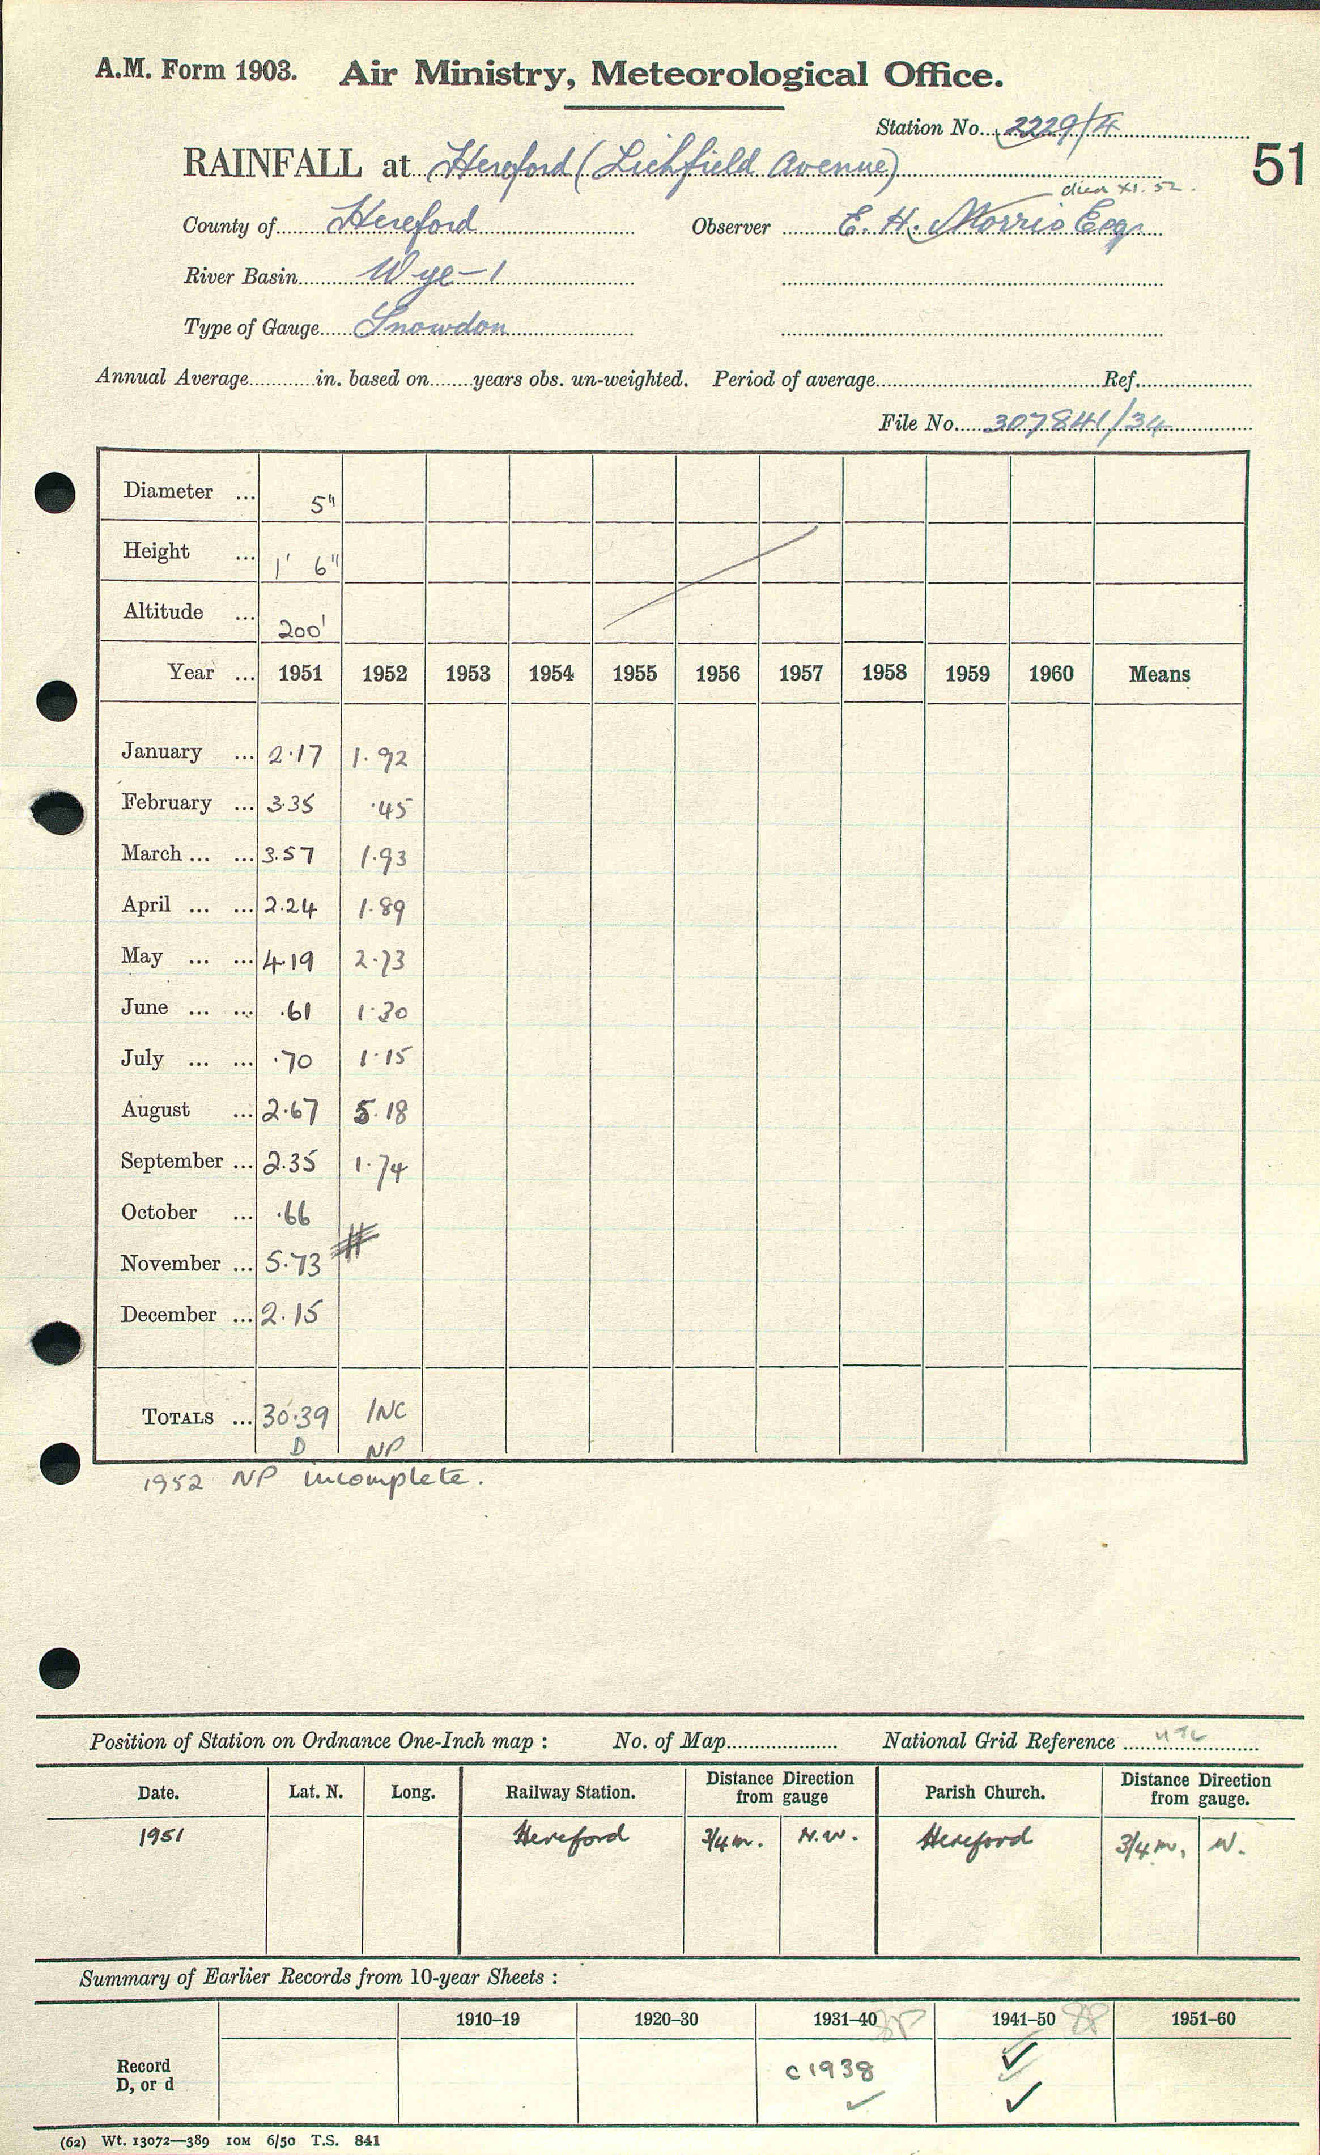 A.M. Form 1903. Air Ministry, Meteorological Office.
Station No. 2229/4
51
RAINFALL at Hereford (Lichfield Avenue)
died XI. 52.
County of Hereford Observer E. H. Morris Esq.
River Basin Wye-1
Type of Gauge Snowdon
Annual Average in. based on years obs. un-weighted. Period of average Ref.
File No. 307841/34
Diameter ... 5"
Height ... 1' 6"
Altitude ... 200'
Year ... 1951 1952 1953 1954 1955 1956 1957 1958 1959 1960 Means
January ... 2.17 1.92
February ... 3.35 .45
March ... ... 3.57 1.93
April ... ... 2.24 1.89
May ... ... 4.19 2.73
June ... ... .61 1.30
July ... ... .70 1.15
August ... 2.67 5.18
September ... 2.35 1.74
October ... .66
November ... 5.73
December ... 2.15
TOTALS ... 30.39 INC
D NP
1952 NP incomplete.
Position of Station on Ordnance One-Inch map : No. of Map National Grid Reference
Date. Lat. N. Long. Railway Station. Distance Direction from gauge Parish Church. Distance Direction from gauge.
1951 Hereford 3/4 m. N.W. Hereford 3/4 m. W.
Summary of Earlier Records from 10-year Sheets :
1910–19 1920–30 1931–40 1941–50 1951–60
Record D, or d C 1938 ✓ ✓ ✓
(62) Wt. 13072—389 10M 6/50 T.S. 841